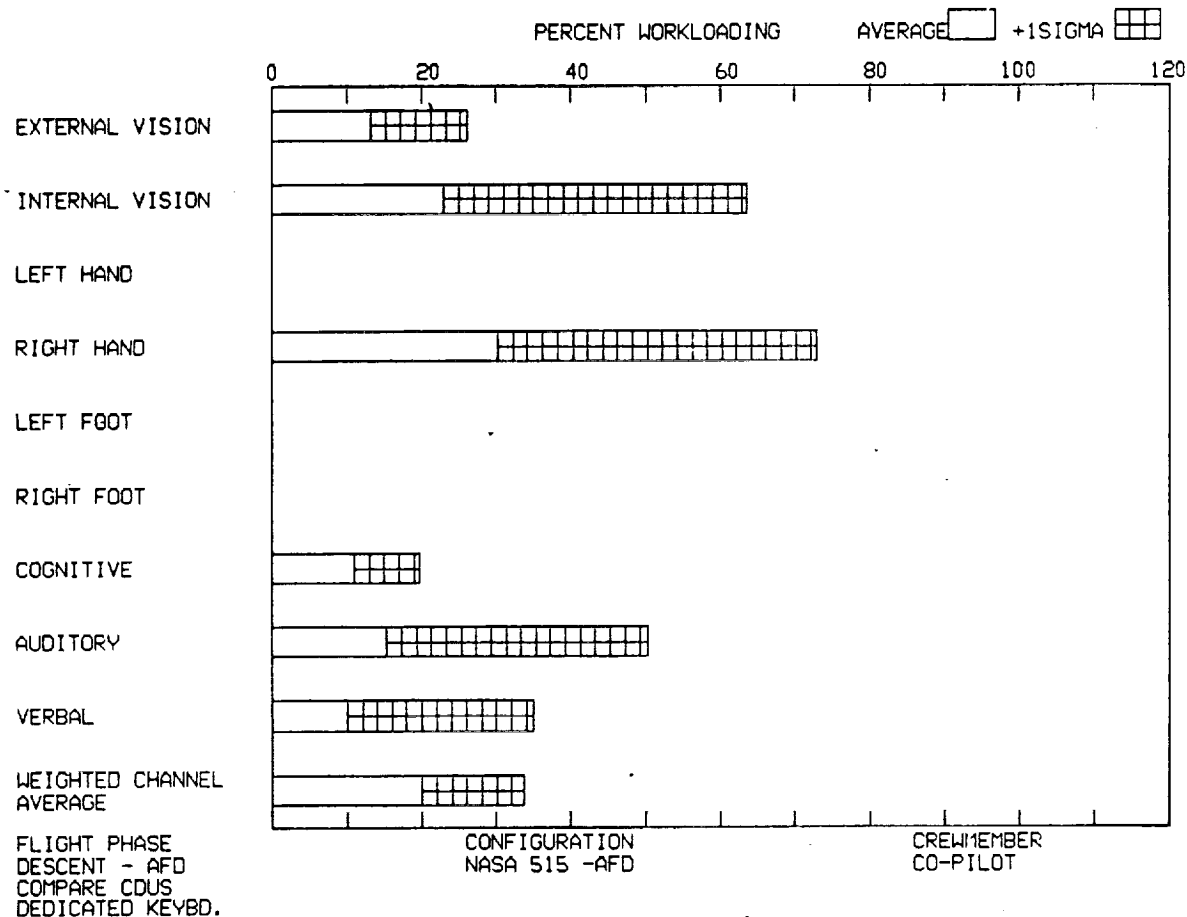 PERCENT WORKLOADING AVERAGE +1SIGMA
0 20 40 60 80 100 120
EXTERNAL VISION
INTERNAL VISION
LEFT HAND
RIGHT HAND
LEFT FOOT
RIGHT FOOT
COGNITIVE
AUDITORY
VERBAL
WEIGHTED CHANNEL
AVERAGE
FLIGHT PHASE
DESCENT - AFD
COMPARE CDUS
DEDICATED KEYBD.
CONFIGURATION
NASA 515 -AFD
CREWMEMBER
CO-PILOT